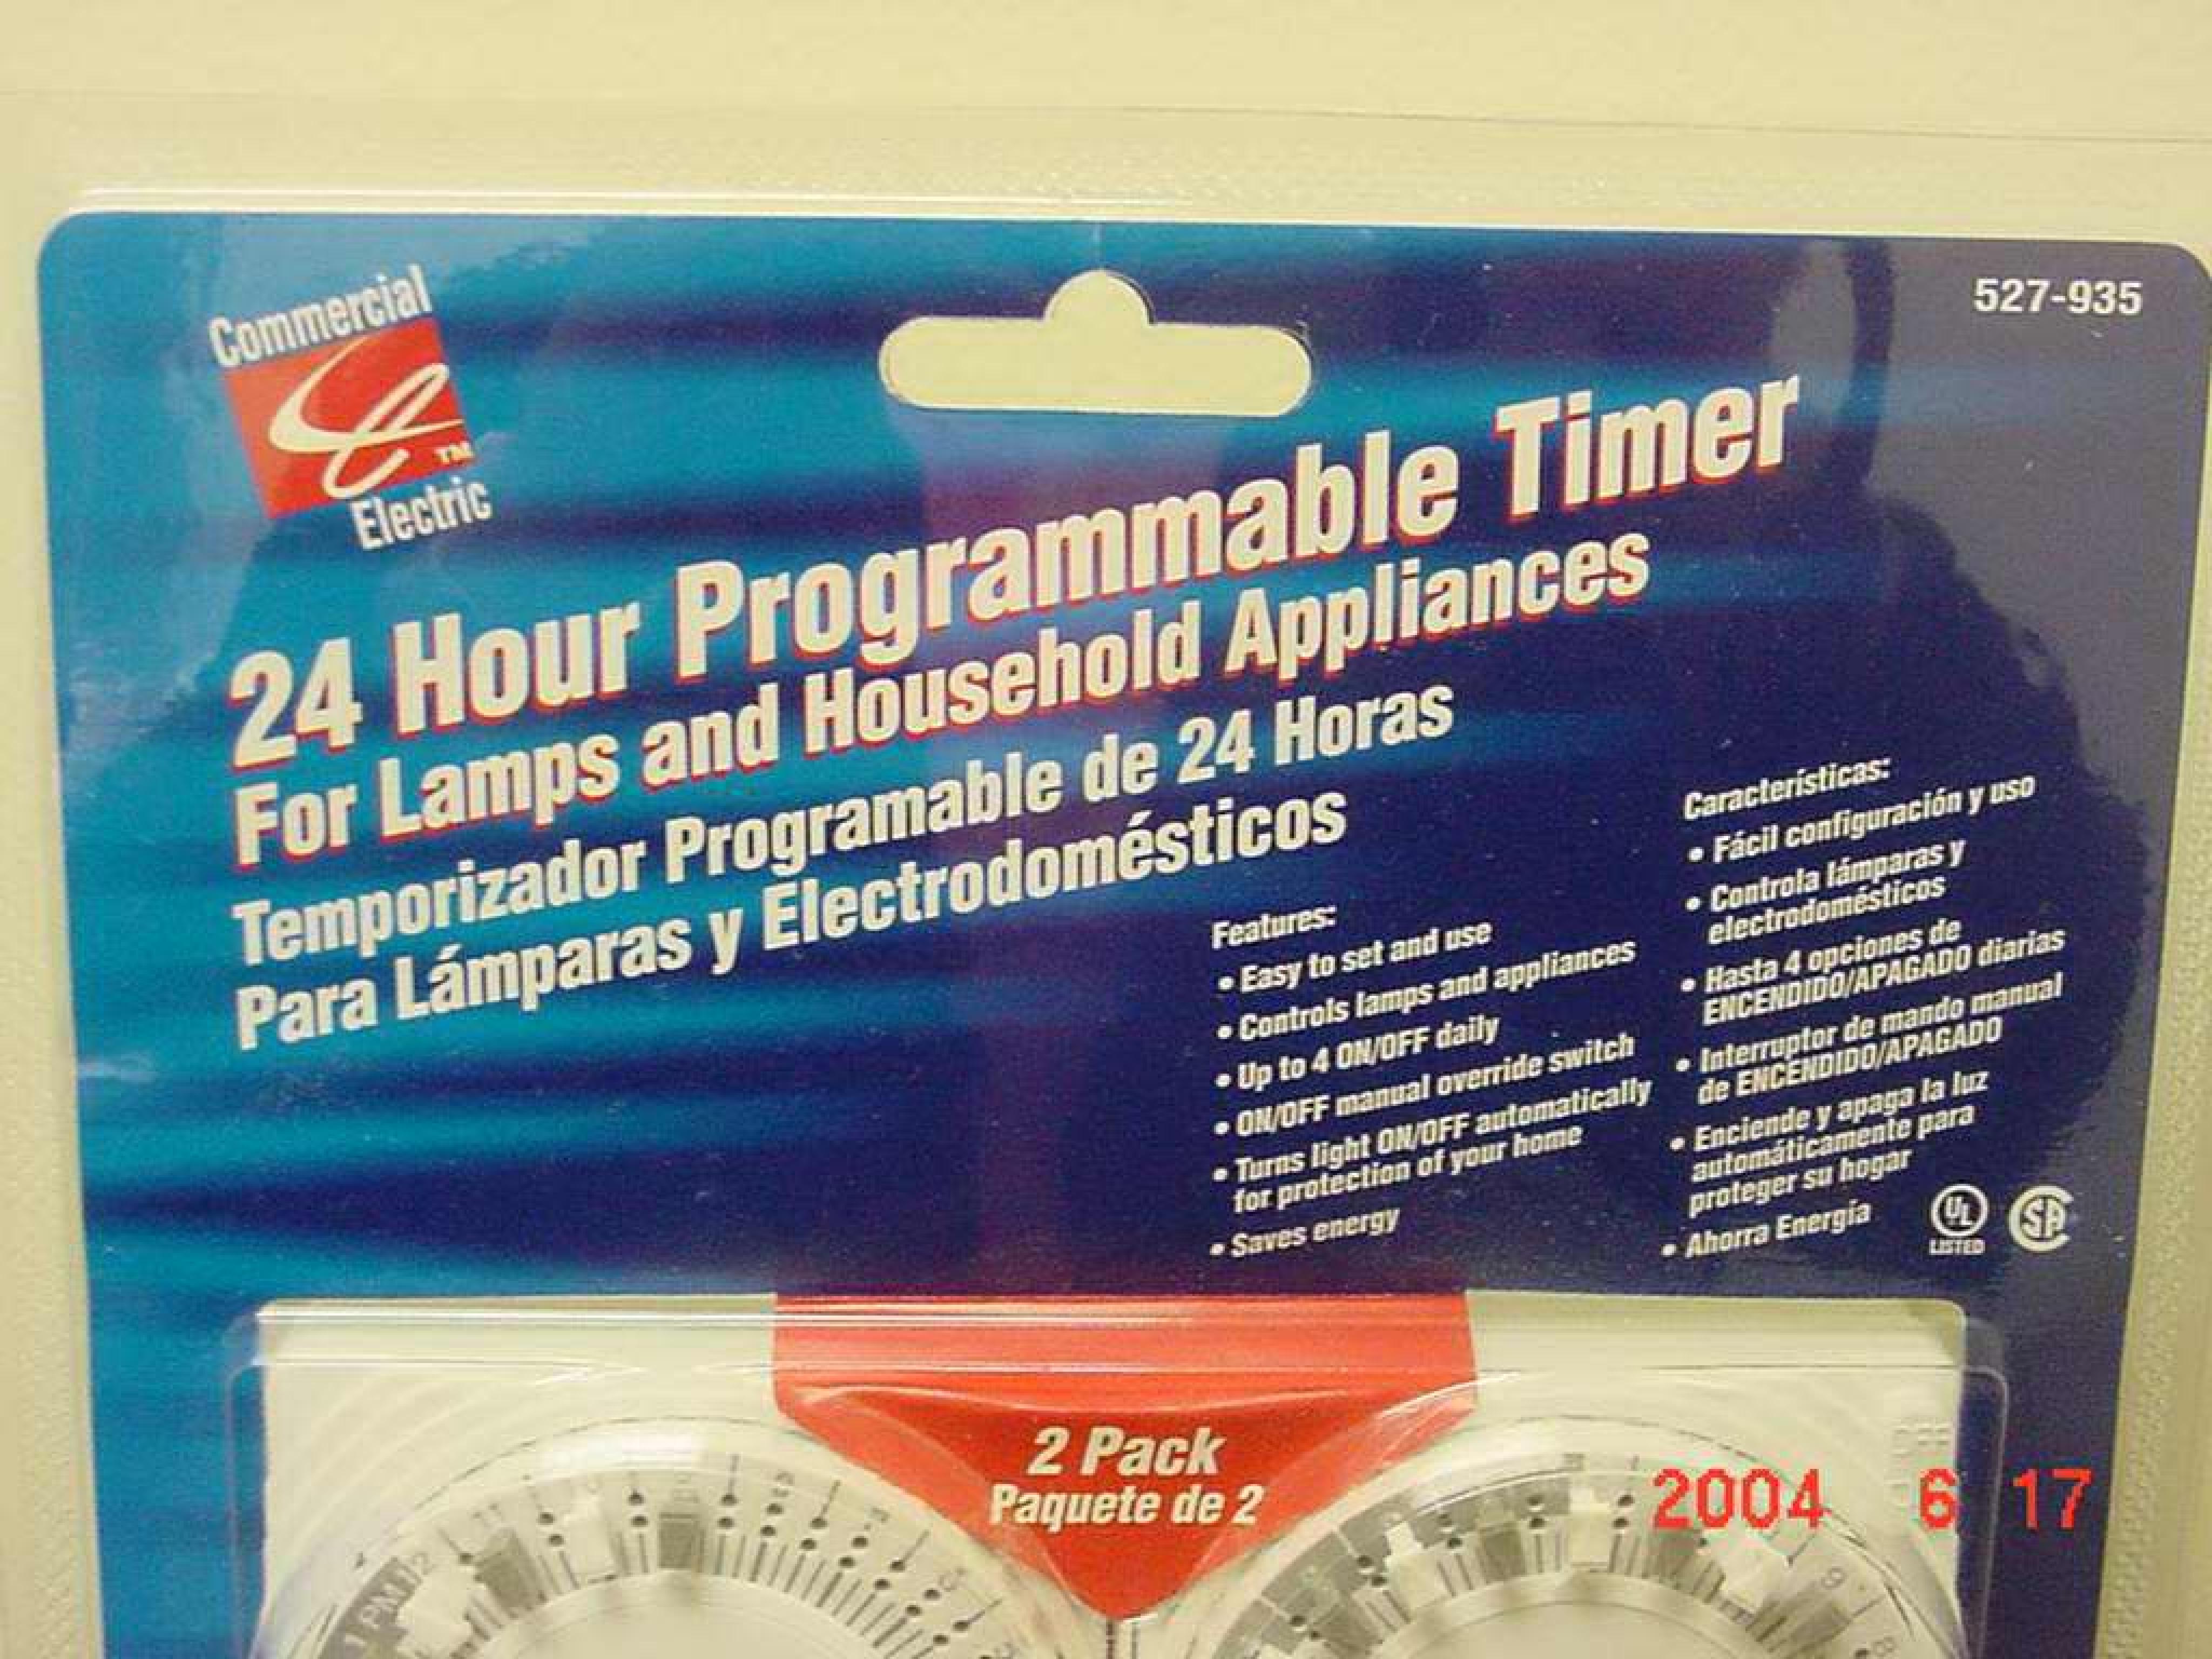 Commercial
TM
Electric
527-935
24 Hour Programmable Timer
For Lamps and Household Appliances
Temporizador Programable de 24 Horas
Para Lámparas y Electrodomésticos
Features:
• Easy to set and use
• Controls lamps and appliances
• Up to 4 ON/OFF daily
• ON/OFF manual override switch
• Turns light ON/OFF automatically
for protection of your home
• Saves energy
Características:
• Fácil configuración y uso
• Controla lámparas y
electrodomésticos
• Hasta 4 opciones de
ENCENDIDO/APAGADO diarias
• Interruptor de mando manual
de ENCENDIDO/APAGADO
• Enciende y apaga la luz
automáticamente para
proteger su hogar
• Ahorra Energía
UL
LISTED
SA
2 Pack
Paquete de 2
2004 6 17